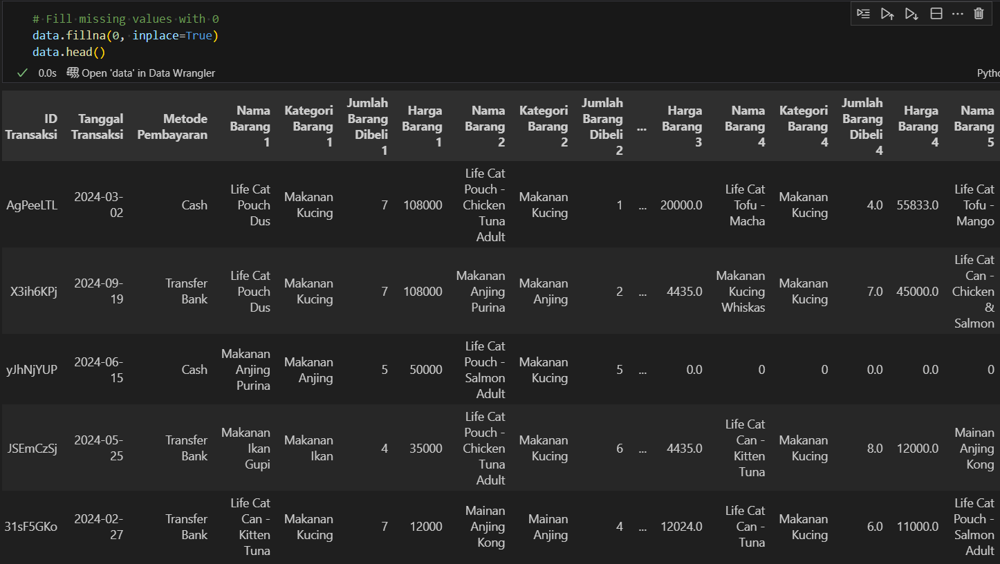 # Fill missing values with 0
data.fillna(0, inplace=True)
data.head()
0.0s Open 'data' in Data Wrangler
ID Transaksi Tanggal Transaksi Metode Pembayaran Nama Barang 1 Kategori Barang 1 Jumlah Barang Dibeli 1 Harga Barang 1 Nama Barang 2 Kategori Barang 2 Jumlah Barang Dibeli 2 ... Harga Barang 3 Nama Barang 4 Kategori Barang 4 Jumlah Barang Dibeli 4 Harga Barang 4 Nama Barang 5
AgPeeLTL 2024-03-02 Cash Life Cat Pouch Dus Makanan Kucing 7 108000 Life Cat Pouch - Chicken Tuna Adult Makanan Kucing 1 ... 20000.0 Life Cat Tofu - Macha Makanan Kucing 4.0 55833.0 Life Cat Tofu - Mango
X3ih6KPj 2024-09-19 Transfer Bank Life Cat Pouch Dus Makanan Kucing 7 108000 Makanan Anjing Purina Makanan Anjing 2 ... 4435.0 Makanan Kucing Whiskas Makanan Kucing 7.0 45000.0 Life Cat Can - Chicken & Salmon
yJhNjYUP 2024-06-15 Cash Makanan Anjing Purina Makanan Anjing 5 50000 Life Cat Pouch - Salmon Adult Makanan Kucing 5 ... 0.0 0 0 0.0 0.0 0
JSEmCzSj 2024-05-25 Transfer Bank Makanan Ikan Gupi Makanan Ikan 4 35000 Life Cat Pouch - Chicken Tuna Adult Makanan Kucing 6 ... 4435.0 Life Cat Can - Kitten Tuna Makanan Kucing 8.0 12000.0 Mainan Anjing Kong
31sF5GKo 2024-02-27 Transfer Bank Life Cat Can - Kitten Tuna Makanan Kucing 7 12000 Mainan Anjing Kong Mainan Anjing 4 ... 12024.0 Life Cat Can - Tuna Makanan Kucing 6.0 11000.0 Life Cat Pouch - Salmon Adult